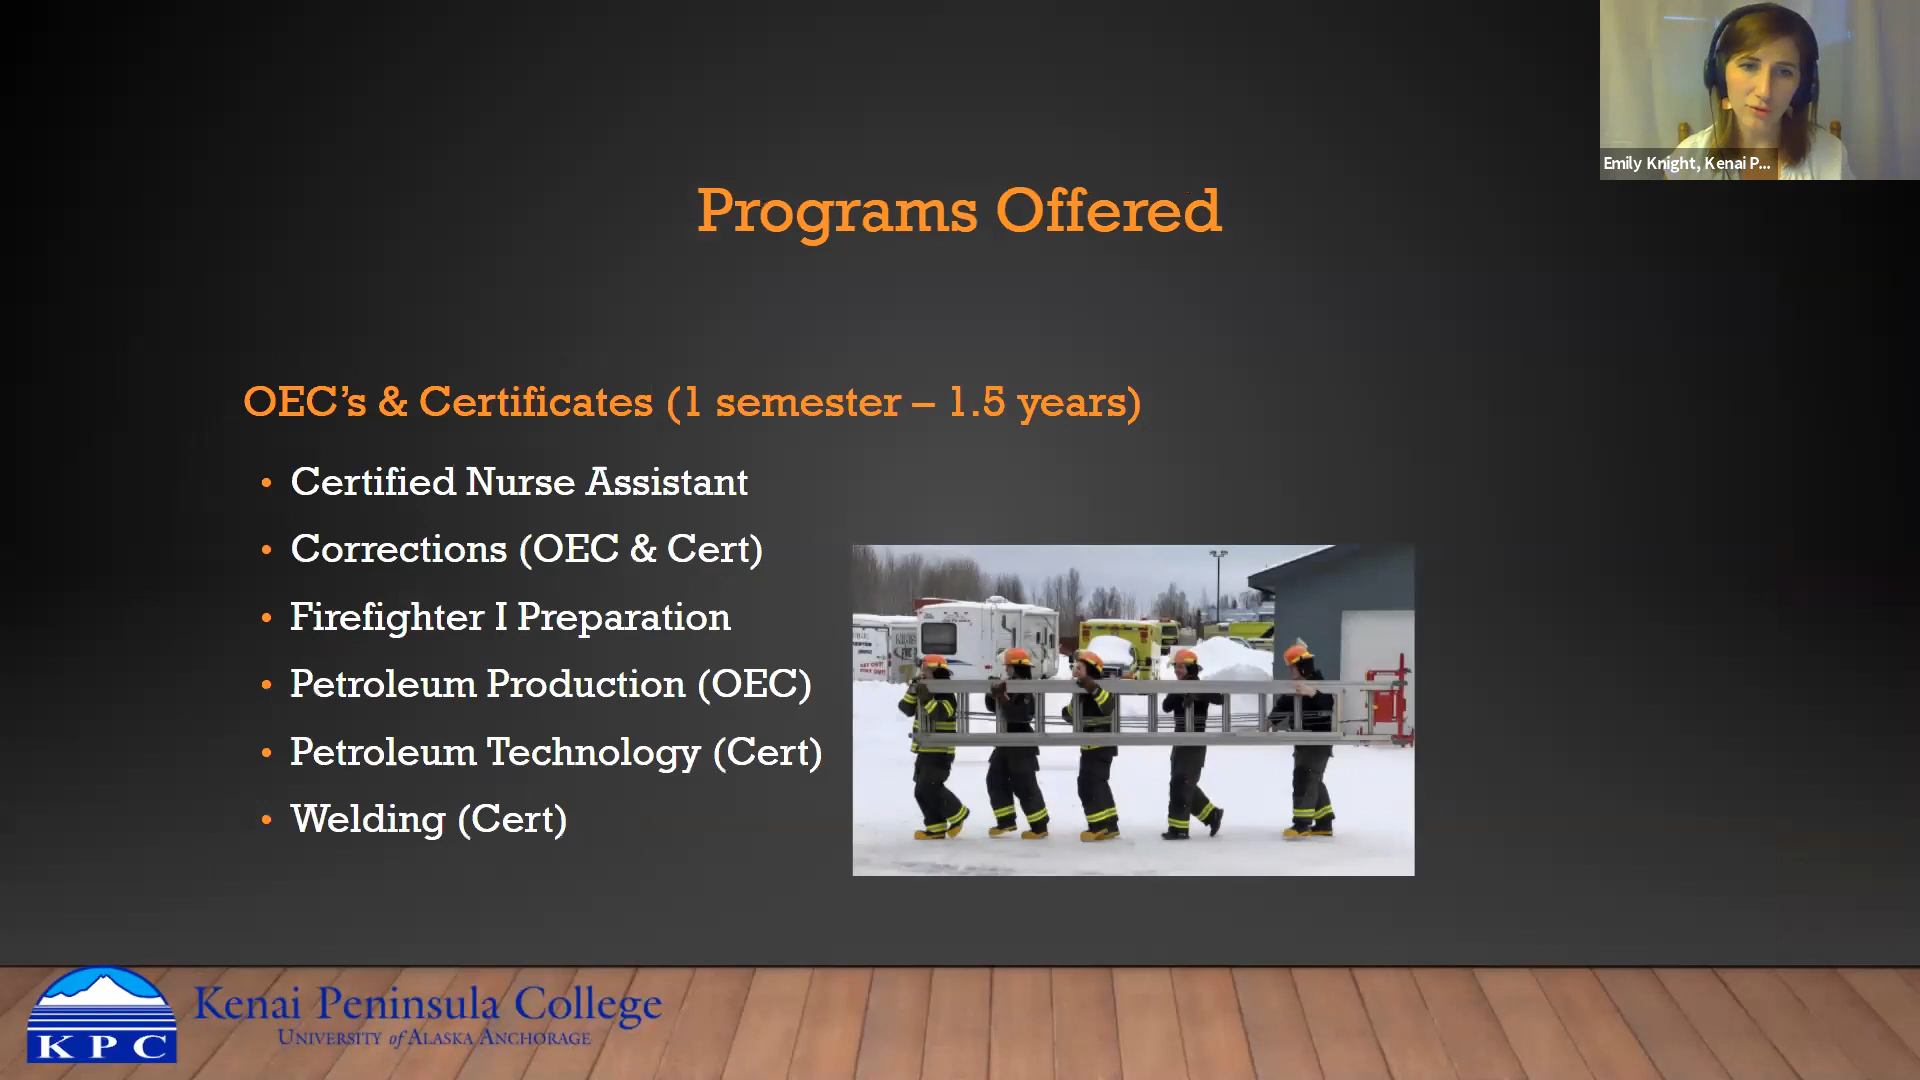 Emily Knight, Kenai P...
Programs Offered
OEC's & Certificates (1 semester – 1.5 years)
• Certified Nurse Assistant
• Corrections (OEC & Cert)
• Firefighter I Preparation
• Petroleum Production (OEC)
• Petroleum Technology (Cert)
• Welding (Cert)
KPC
Kenai Peninsula College
UNIVERSITY of ALASKA ANCHORAGE